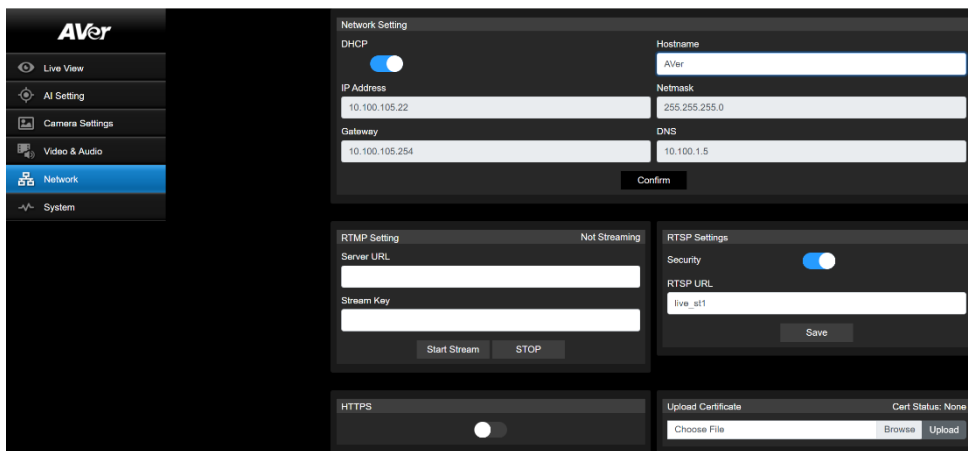 AVer
Live View
AI Setting
Camera Settings
Video & Audio
Network
System
Network Setting
DHCP
Hostname
AVer
IP Address
Netmask
10.100.105.22
255.255.255.0
Gateway
DNS
10.100.105.254
10.100.1.5
Confirm
RTMP Setting
Not Streaming
Server URL
Stream Key
Start Stream
STOP
RTSP Settings
Security
RTSP URL
live_st1
Save
HTTPS
Upload Certificate
Cert Status: None
Choose File
Browse
Upload